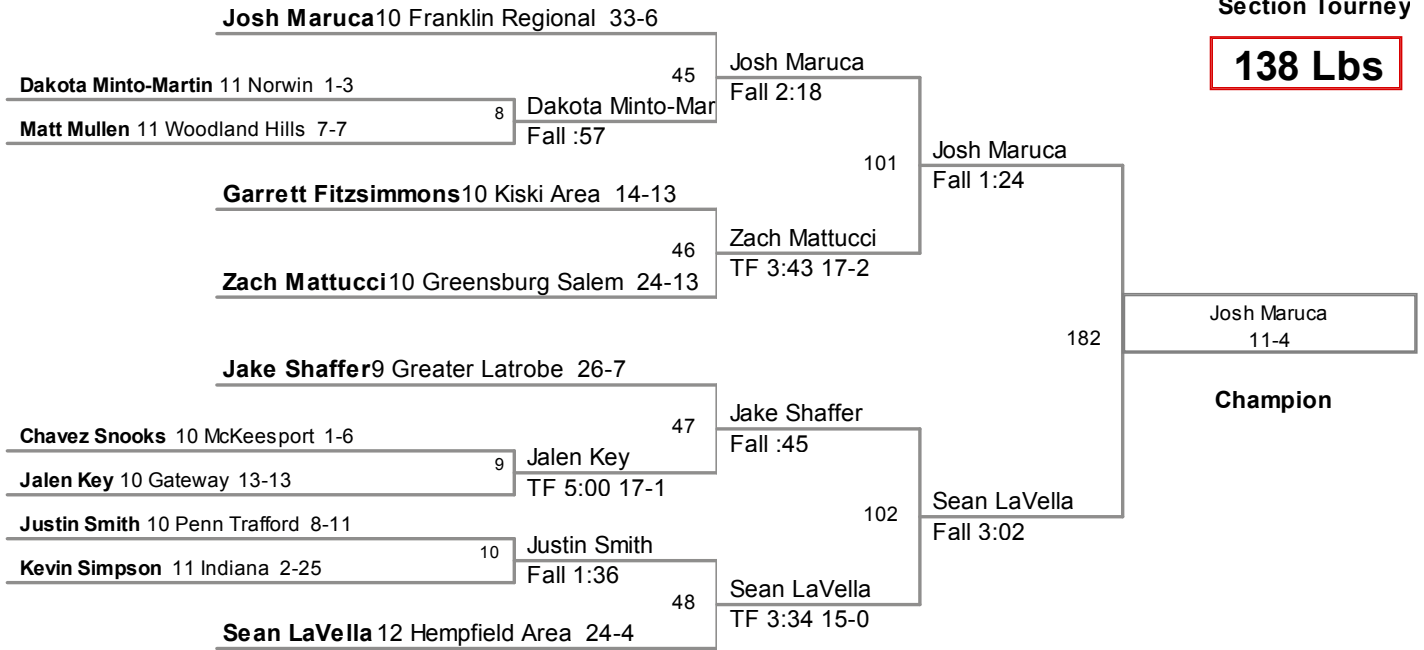 Section Tourney
138 Lbs
Josh Maruca 10 Franklin Regional 33-6
45
Josh Maruca
Fall 2:18
Dakota Minto-Martin 11 Norwin 1-3
8
Dakota Minto-Mar
Fall :57
Matt Mullen 11 Woodland Hills 7-7
101
Josh Maruca
Fall 1:24
Garrett Fitzsimmons 10 Kiski Area 14-13
46
Zach Mattucci
TF 3:43 17-2
Zach Mattucci 10 Greensburg Salem 24-13
182
Josh Maruca
11-4
Champion
Jake Shaffer 9 Greater Latrobe 26-7
47
Jake Shaffer
Fall :45
Chavez Snooks 10 McKeesport 1-6
9
Jalen Key
TF 5:00 17-1
Jalen Key 10 Gateway 13-13
102
Sean LaVella
Fall 3:02
Justin Smith 10 Penn Trafford 8-11
10
Justin Smith
Fall 1:36
Kevin Simpson 11 Indiana 2-25
48
Sean LaVella
TF 3:34 15-0
Sean LaVella 12 Hempfield Area 24-4